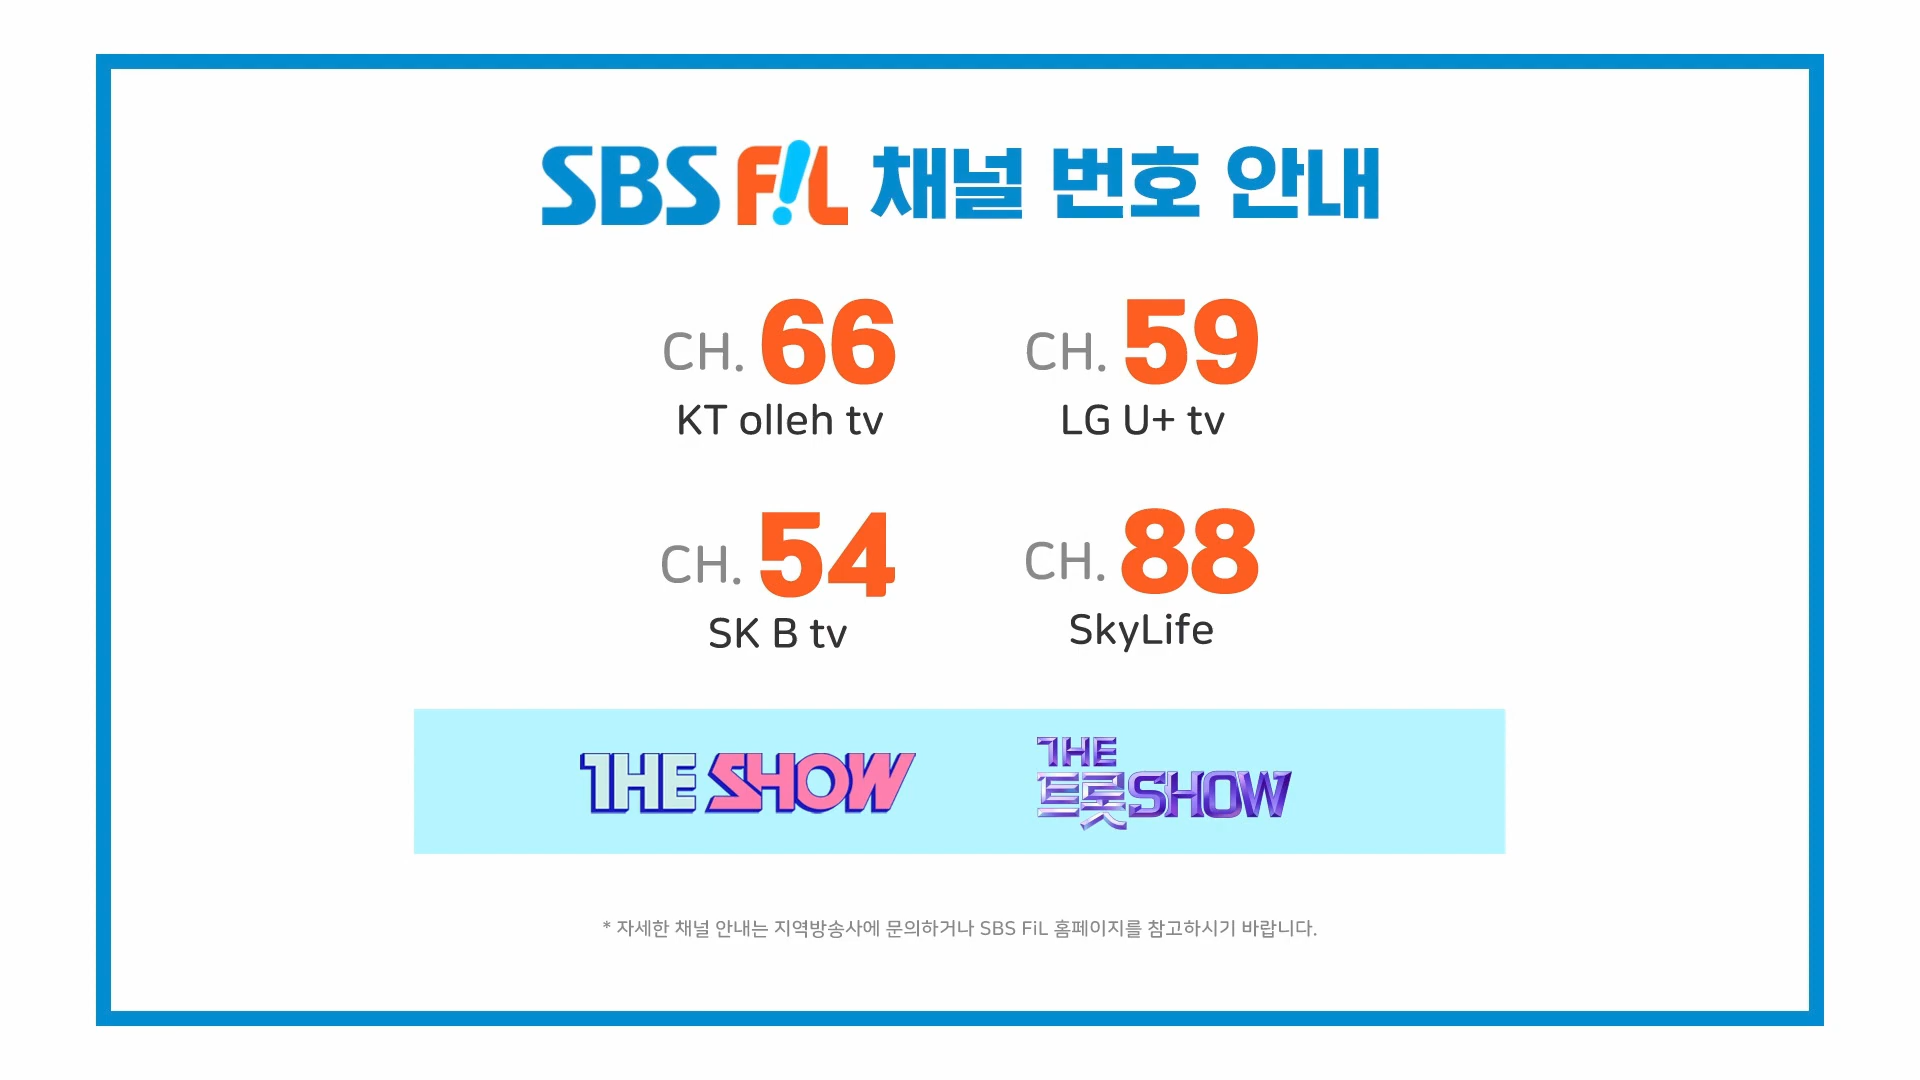 SBS F!L 채널 번호 안내
CH. 66
KT olleh tv
CH. 59
LG U+ tv
CH. 54
SK B tv
CH. 88
SkyLife
THE SHOW
THE
트롯SHOW
* 자세한 채널 안내는 지역방송사에 문의하거나 SBS FiL 홈페이지를 참고하시기 바랍니다.